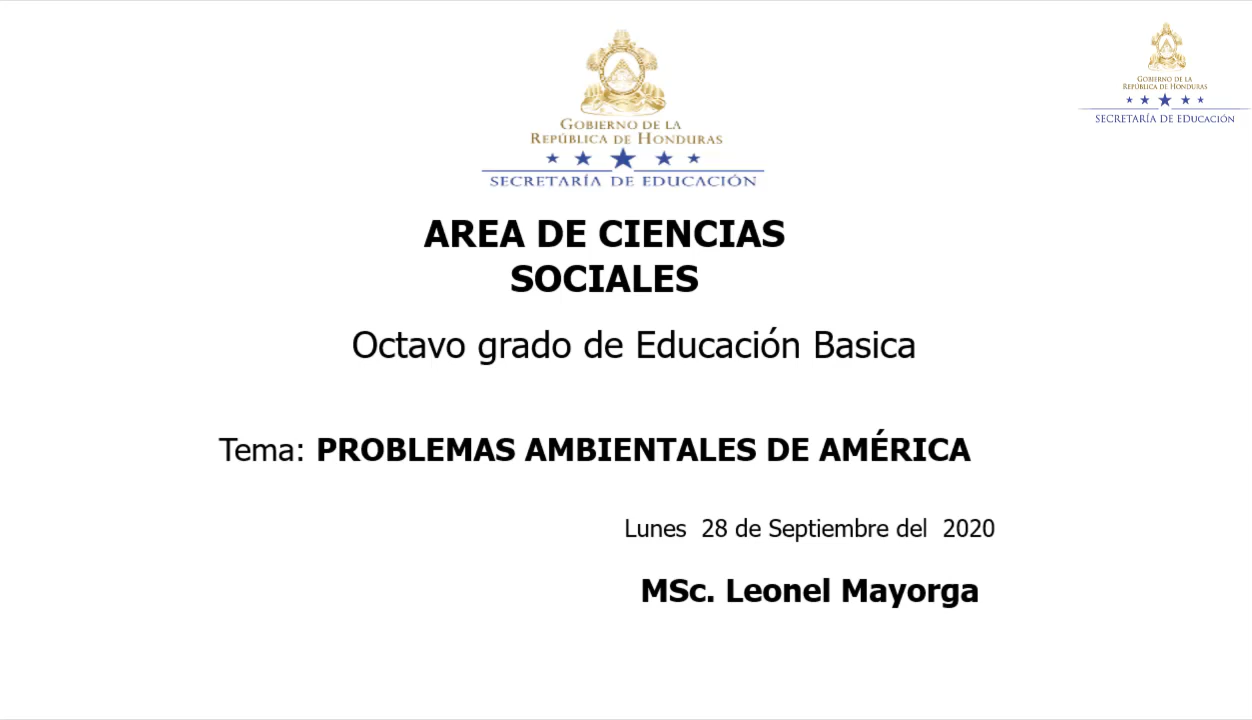 GOBIERNO DE LA
REPÚBLICA DE HONDURAS
SECRETARÍA DE EDUCACIÓN
GOBIERNO DE LA
REPÚBLICA DE HONDURAS
SECRETARÍA DE EDUCACIÓN
AREA DE CIENCIAS
SOCIALES
Octavo grado de Educación Basica
Tema: PROBLEMAS AMBIENTALES DE AMÉRICA
Lunes 28 de Septiembre del 2020
MSc. Leonel Mayorga